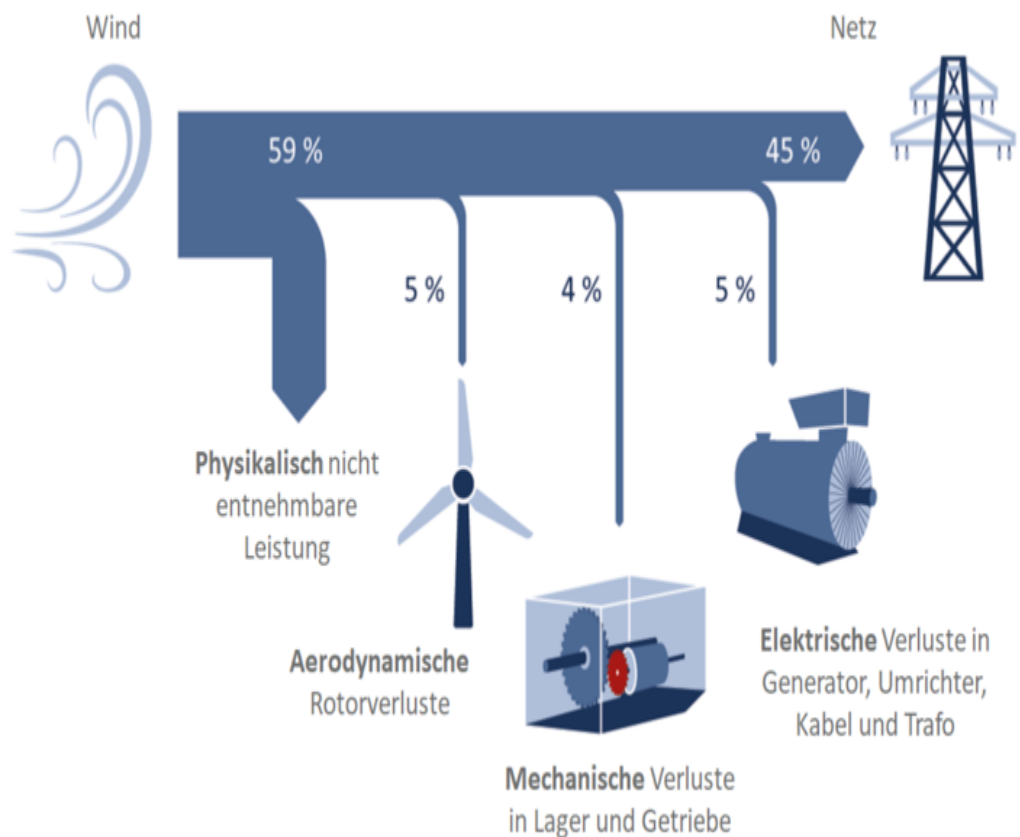 Wind
Netz
59 %
45 %
5 %
4 %
5 %
Physikalisch nicht
entnehmbare
Leistung
Aerodynamische
Rotorverluste
Mechanische Verluste
in Lager und Getriebe
Elektrische Verluste in
Generator, Umrichter,
Kabel und Trafo